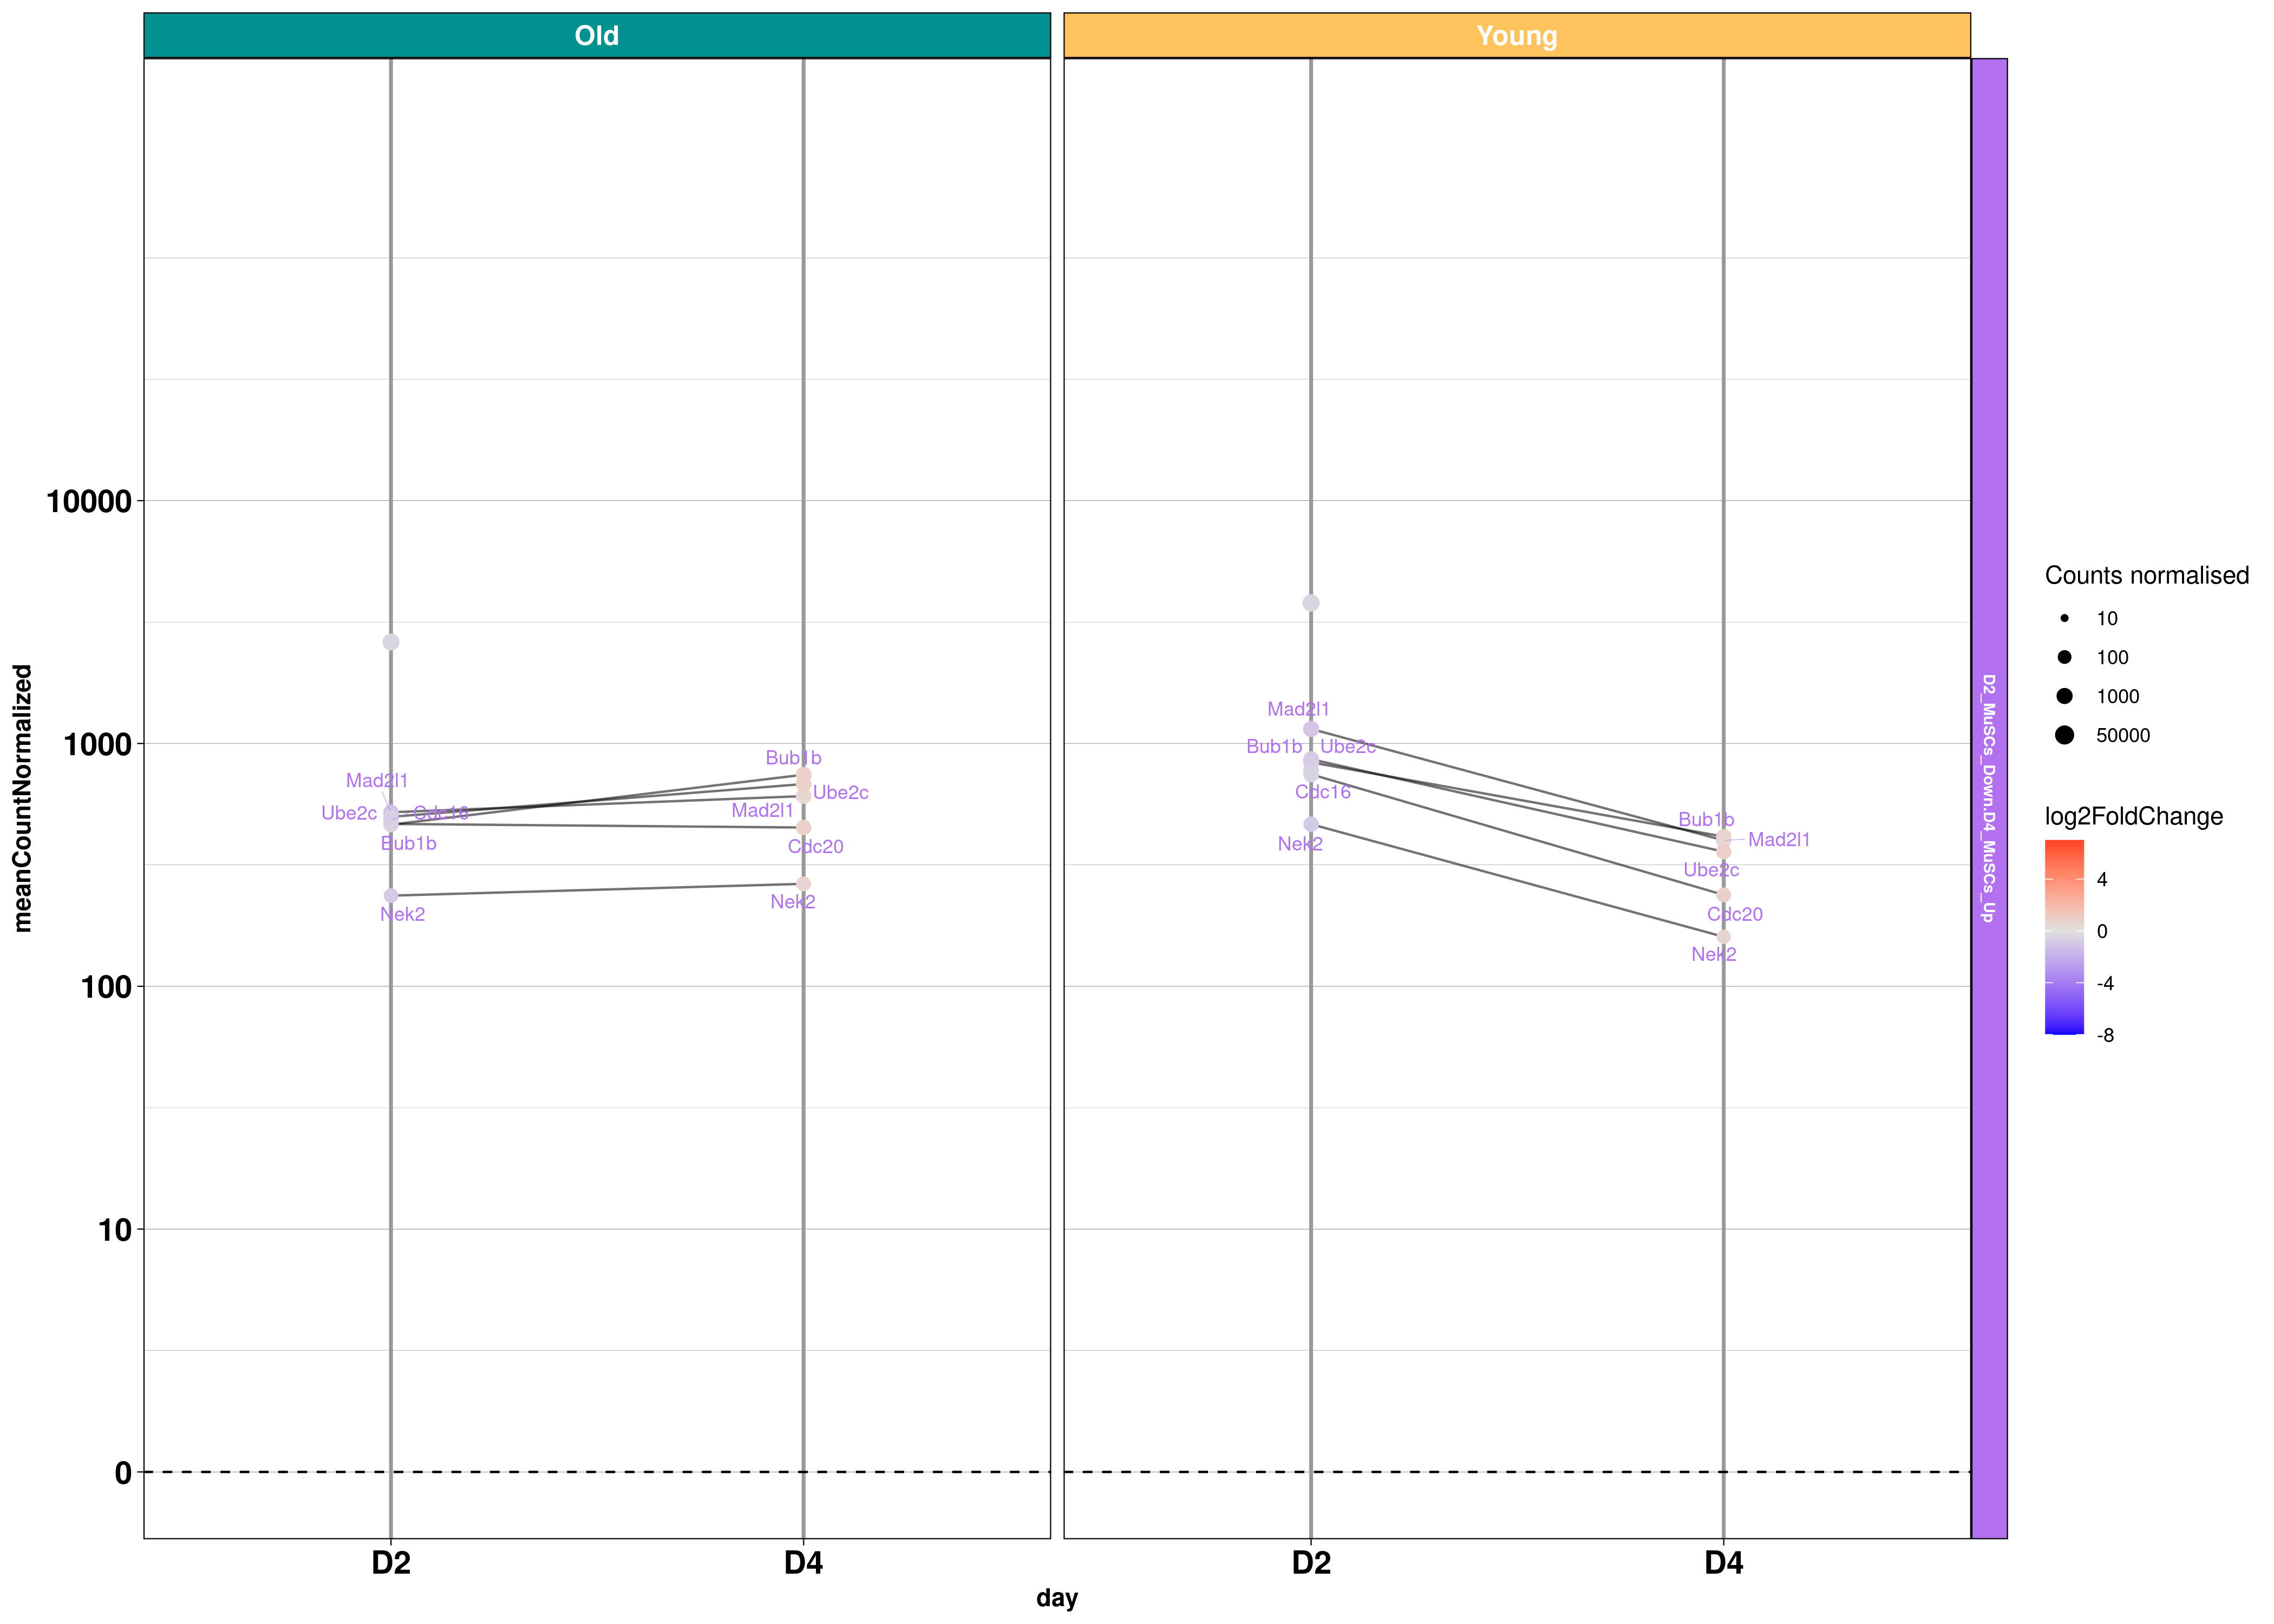 Old
Young
10000
1000
100
10
0
meanCountNormalized
Mad2l1
Ube2c
Cdc16
Bub1b
Nek2
Bub1b
Ube2c
Mad2l1
Cdc20
Nek2
Mad2l1
Bub1b
Ube2c
Cdc16
Nek2
Bub1b
Mad2l1
Ube2c
Cdc20
Nek2
D2
D4
D2
D4
day
D2_MuSCs_Down.D4_MuSCs_Up
Counts normalised
10
100
1000
50000
log2FoldChange
4
0
-4
-8